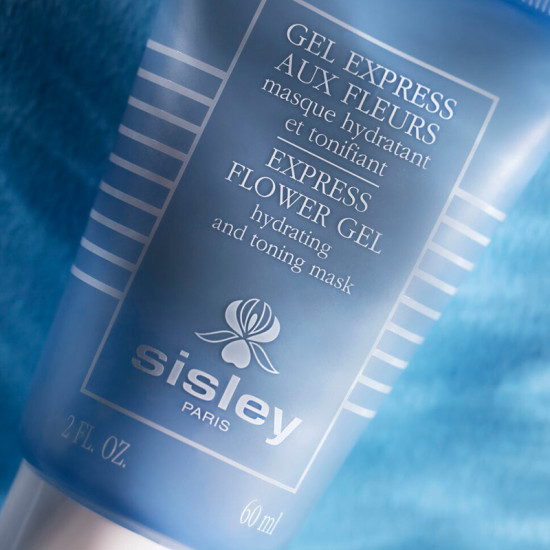 GEL EXPRESS
AUX FLEURS
masque hydratant
et tonifiant
EXPRESS
FLOWER GEL
hydrating
and toning mask
sisley
PARIS
2 FL. OZ.
60 ml